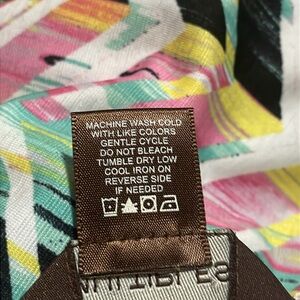 MACHINE WASH COLD
WITH LIKE COLORS
GENTLE CYCLE
DO NOT BLEACH
TUMBLE DRY LOW
COOL IRON ON
REVERSE SIDE
IF NEEDED